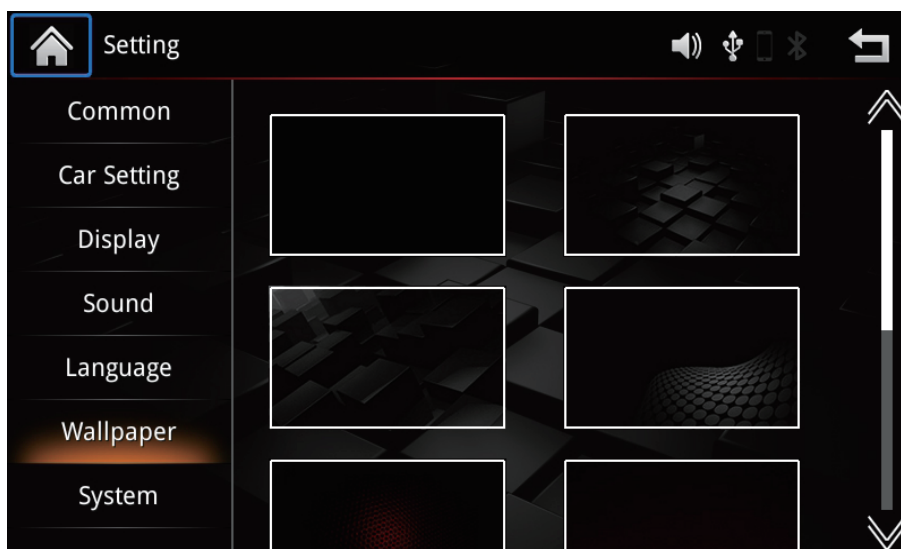 Setting
Common
Car Setting
Display
Sound
Language
Wallpaper
System